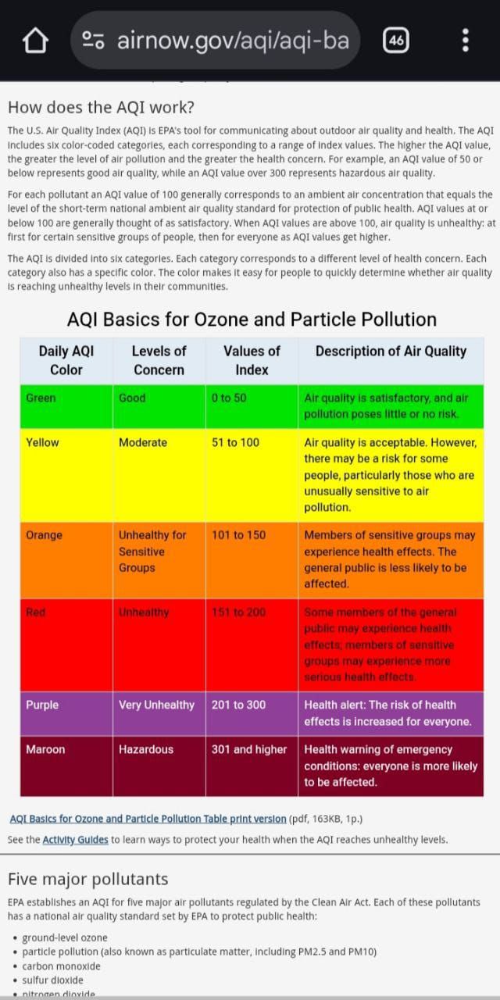 airnow.gov/aqi/aqi-ba
46
How does the AQI work?
The U.S. Air Quality Index (AQI) is EPA's tool for communicating about outdoor air quality and health. The AQI
includes six color-coded categories, each corresponding to a range of index values. The higher the AQI value,
the greater the level of air pollution and the greater the health concern. For example, an AQI value of 50 or
below represents good air quality, while an AQI value over 300 represents hazardous air quality.
For each pollutant an AQI value of 100 generally corresponds to an ambient air concentration that equals the
level of the short-term national ambient air quality standard for protection of public health. AQI values at or
below 100 are generally thought of as satisfactory. When AQI values are above 100, air quality is unhealthy: at
first for certain sensitive groups of people, then for everyone as AQI values get higher.
The AQI is divided into six categories. Each category corresponds to a different level of health concern. Each
category also has a specific color. The color makes it easy for people to quickly determine whether air quality
is reaching unhealthy levels in their communities.
AQI Basics for Ozone and Particle Pollution
Daily AQI Levels of Values of Description of Air Quality
Color Concern Index
Green Good 0 to 50 Air quality is satisfactory, and air
pollution poses little or no risk.
Yellow Moderate 51 to 100 Air quality is acceptable. However,
there may be a risk for some
people, particularly those who are
unusually sensitive to air
pollution.
Orange Unhealthy for 101 to 150 Members of sensitive groups may
Sensitive experience health effects. The
Groups general public is less likely to be
affected.
Red Unhealthy 151 to 200 Some members of the general
public may experience health
effects; members of sensitive
groups may experience more
serious health effects.
Purple Very Unhealthy 201 to 300 Health alert: The risk of health
effects is increased for everyone.
Maroon Hazardous 301 and higher Health warning of emergency
conditions: everyone is more likely
to be affected.
AQI Basics for Ozone and Particle Pollution Table print version (pdf, 163KB, 1p.)
See the Activity Guides to learn ways to protect your health when the AQI reaches unhealthy levels.
Five major pollutants
EPA establishes an AQI for five major air pollutants regulated by the Clean Air Act. Each of these pollutants
has a national air quality standard set by EPA to protect public health:
• ground-level ozone
• particle pollution (also known as particulate matter, including PM2.5 and PM10)
• carbon monoxide
• sulfur dioxide
• nitrogen dioxide